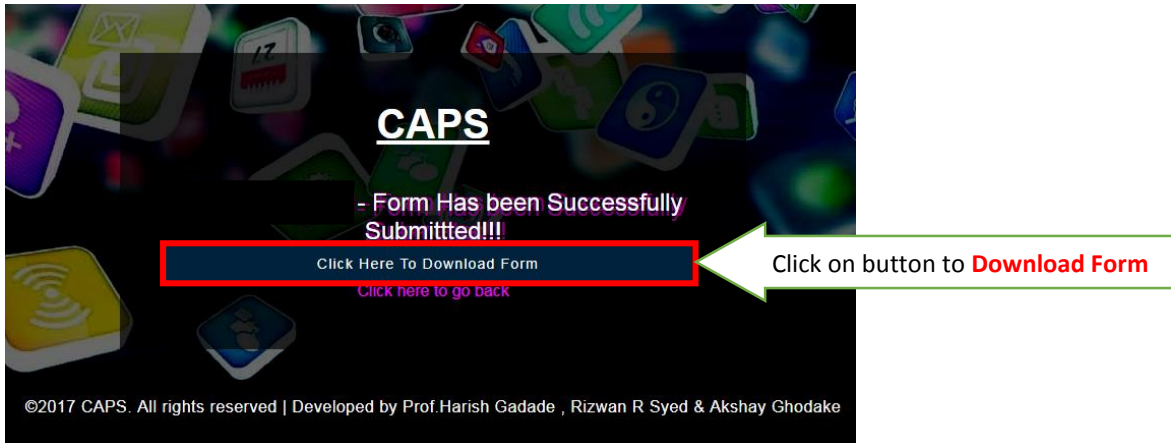 CAPS
- Form Has been Successfully
Submittted!!!
Click Here To Download Form
Click on button to Download Form
Click here to go back
©2017 CAPS. All rights reserved | Developed by Prof.Harish Gadade , Rizwan R Syed & Akshay Ghodake